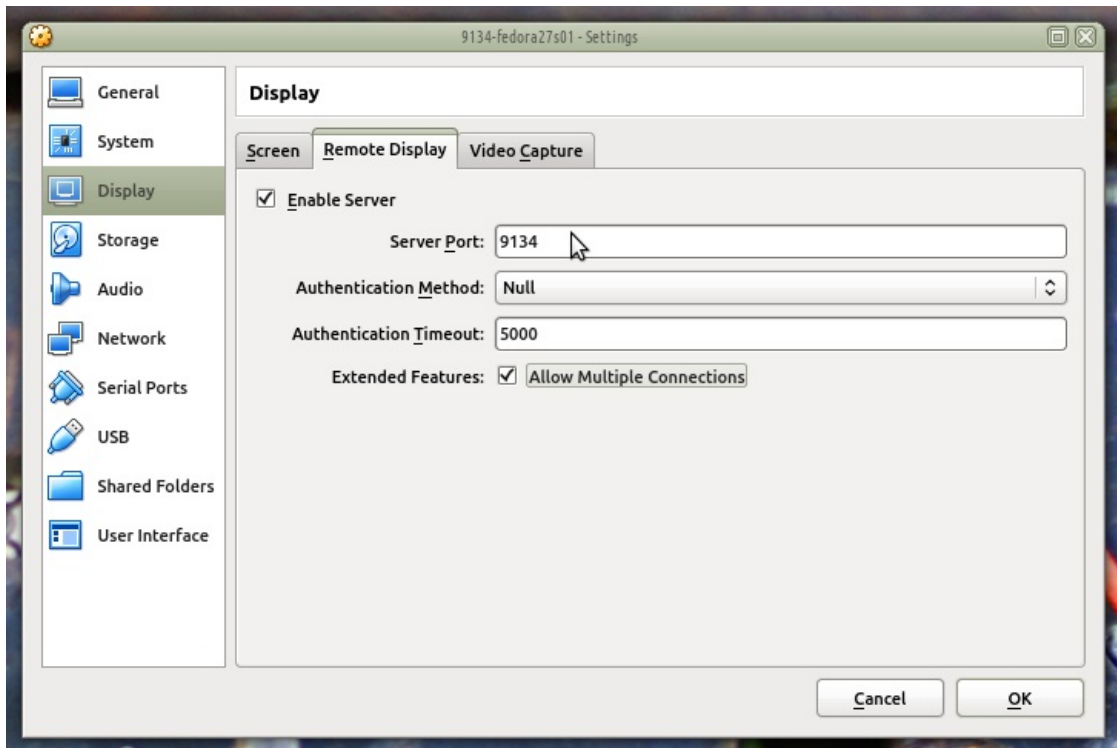 9134-fedora27s01 - Settings
General
System
Display
Storage
Audio
Network
Serial Ports
USB
Shared Folders
User Interface
Display
Screen
Remote Display
Video Capture
Enable Server
Server Port: 9134
Authentication Method: Null
Authentication Timeout: 5000
Extended Features: Allow Multiple Connections
Cancel
OK